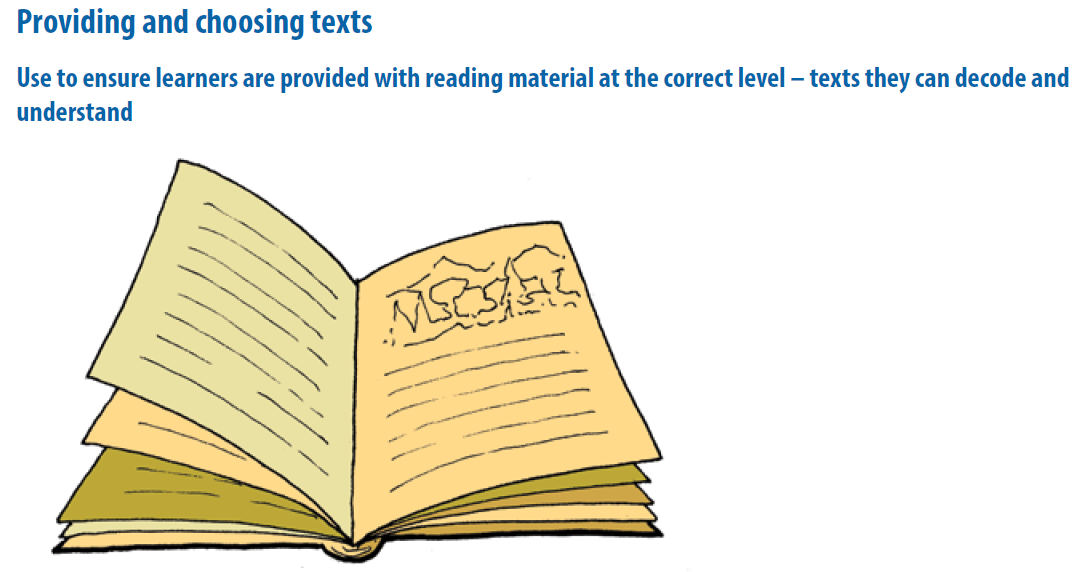 Providing and choosing texts
Use to ensure learners are provided with reading material at the correct level – texts they can decode and
understand